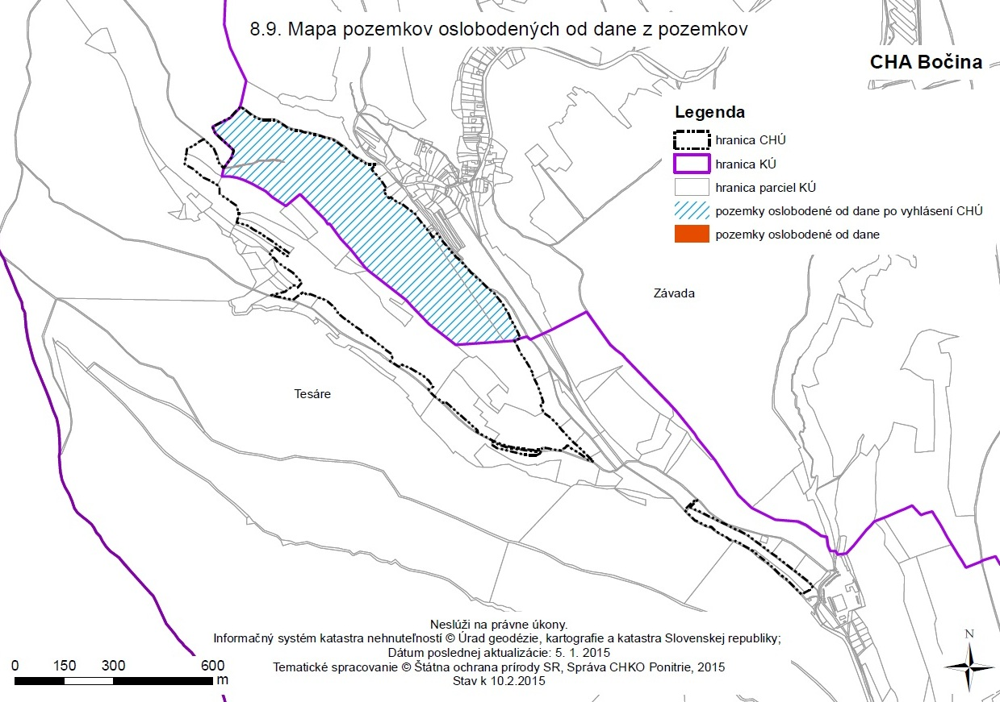 8.9. Mapa pozemkov oslobodených od dane z pozemkov
CHA Bočina
Legenda
hranica CHÚ
hranica KÚ
hranica parciel KÚ
pozemky oslobodené od dane po vyhlásení CHÚ
pozemky oslobodené od dane
Závada
Tesáre
Neslúži na právne úkony.
Informačný systém katastra nehnuteľností © Úrad geodézie, kartografie a katastra Slovenskej republiky;
Dátum poslednej aktualizácie: 5. 1. 2015
Tematické spracovanie © Štátna ochrana prírody SR, Správa CHKO Ponitrie, 2015
Stav k 10.2.2015
0 150 300 600
m
N